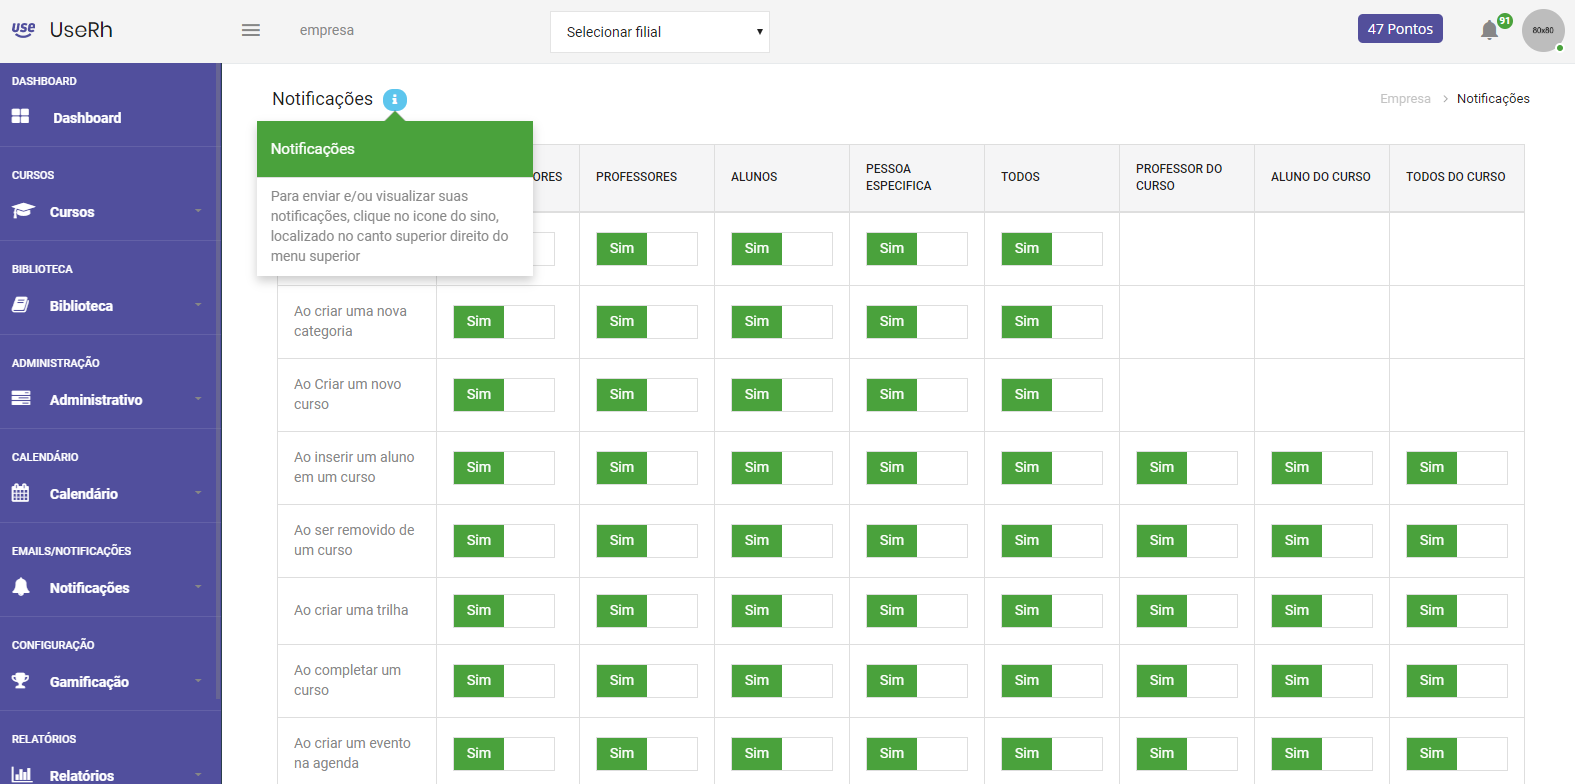 use UseRh
empresa
Selecionar filial
47 Pontos
91
80x80
DASHBOARD
Dashboard
CURSOS
Cursos
BIBLIOTECA
Biblioteca
ADMINISTRAÇÃO
Administrativo
CALENDÁRIO
Calendário
EMAILS/NOTIFICAÇÕES
Notificações
CONFIGURAÇÃO
Gamificação
RELATÓRIOS
Relatórios
Notificações i
Empresa > Notificações
Notificações
Para enviar e/ou visualizar suas
notificações, clique no icone do sino,
localizado no canto superior direito do
menu superior
ORES PROFESSORES ALUNOS PESSOA ESPECIFICA TODOS PROFESSOR DO CURSO ALUNO DO CURSO TODOS DO CURSO
Sim Sim Sim Sim
Ao criar uma nova
categoria
Sim Sim Sim Sim Sim
Ao Criar um novo
curso
Sim Sim Sim Sim Sim
Ao inserir um aluno
em um curso
Sim Sim Sim Sim Sim Sim Sim Sim
Ao ser removido de
um curso
Sim Sim Sim Sim Sim Sim Sim Sim
Ao criar uma trilha
Sim Sim Sim Sim Sim Sim Sim Sim
Ao completar um
curso
Sim Sim Sim Sim Sim Sim Sim Sim
Ao criar um evento
na agenda
Sim Sim Sim Sim Sim Sim Sim Sim